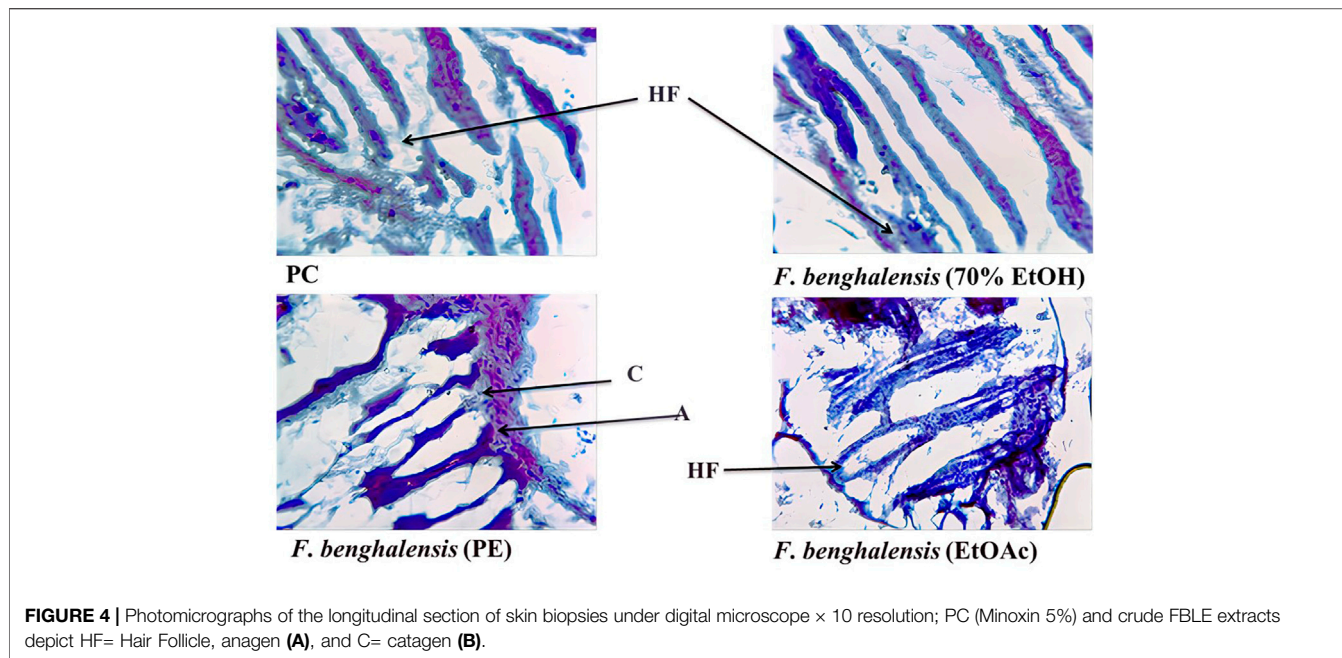 HF
PC
F. benghalensis (70% EtOH)
C
A
HF
F. benghalensis (PE)
F. benghalensis (EtOAc)
FIGURE 4 | Photomicrographs of the longitudinal section of skin biopsies under digital microscope × 10 resolution; PC (Minoxin 5%) and crude FBLE extracts
depict HF= Hair Follicle, anagen (A), and C= catagen (B).